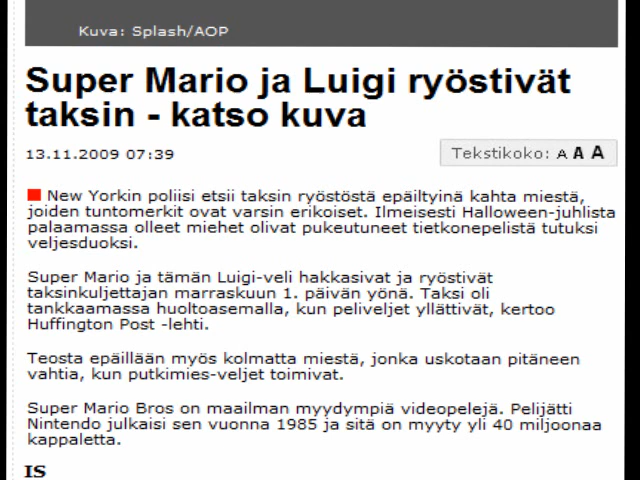 Kuva: Splash/AOP
Super Mario ja Luigi ryöstivät
taksin - katso kuva
13.11.2009 07:39
Tekstikoko: A A A
New Yorkin poliisi etsii taksin ryöstöstä epäiltyinä kahta miestä,
joiden tuntomerkit ovat varsin erikoiset. Ilmeisesti Halloween-juhlista
palaamassa olleet miehet olivat pukeutuneet tietkonepelistä tutuksi
veljesduoksi.
Super Mario ja tämän Luigi-veli hakkasivat ja ryöstivät
taksinkuljettajan marraskuun 1. päivän yönä. Taksi oli
tankkaamassa huoltoasemalla, kun peliveljet yllättivät, kertoo
Huffington Post -lehti.
Teosta epäillään myös kolmatta miestä, jonka uskotaan pitäneen
vahtia, kun putkimies-veljet toimivat.
Super Mario Bros on maailman myydympiä videopelejä. Pelijätti
Nintendo julkaisi sen vuonna 1985 ja sitä on myyty yli 40 miljoonaa
kappaletta.
IS